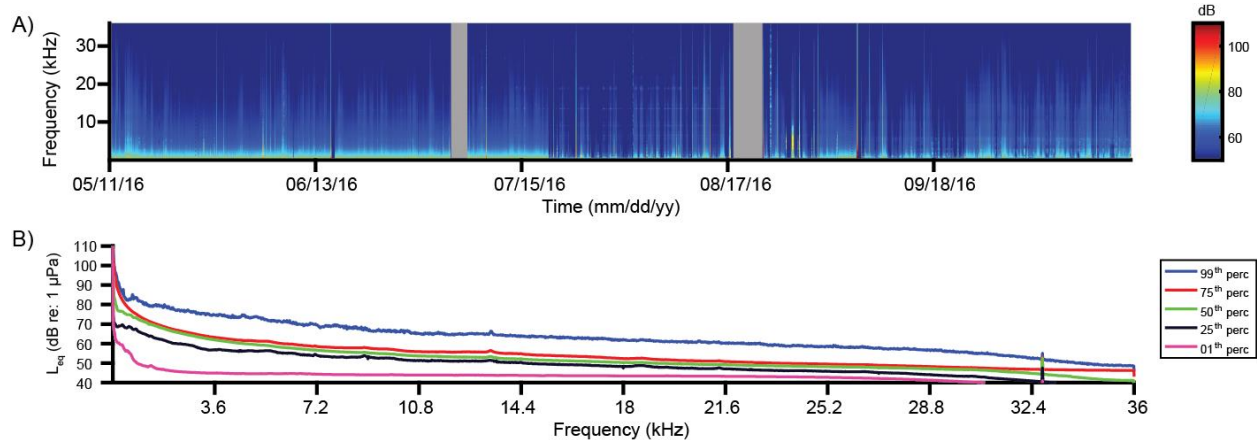 A)
dB
Frequency (kHz)
30
20
10
100
80
60
05/11/16
06/13/16
07/15/16
08/17/16
09/18/16
Time (mm/dd/yy)
B)
Leq (dB re: 1 µPa)
110
100
90
80
70
60
50
40
99th perc
75th perc
50th perc
25th perc
01th perc
3.6
7.2
10.8
14.4
18
21.6
25.2
28.8
32.4
36
Frequency (kHz)